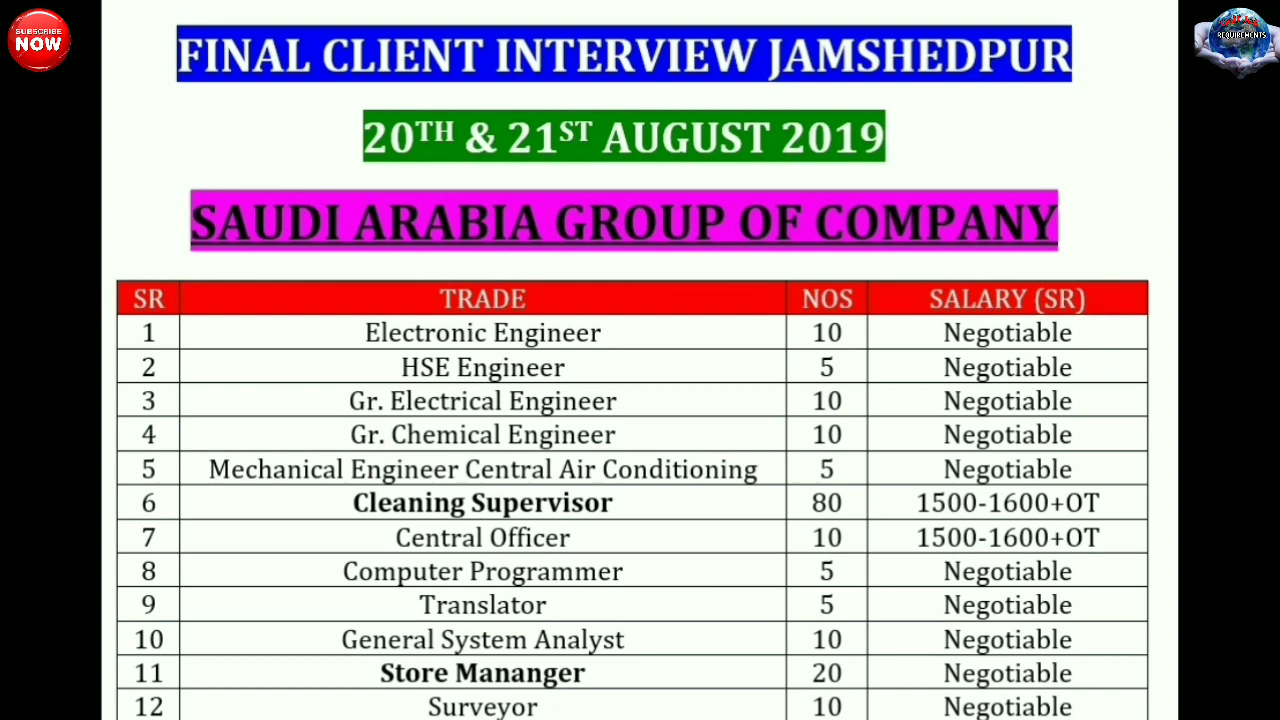 SUBSCRIBE
NOW
REQUIREMENTS
FINAL CLIENT INTERVIEW JAMSHEDPUR
20TH & 21ST AUGUST 2019
SAUDI ARABIA GROUP OF COMPANY
SR TRADE NOS SALARY (SR)
1 Electronic Engineer 10 Negotiable
2 HSE Engineer 5 Negotiable
3 Gr. Electrical Engineer 10 Negotiable
4 Gr. Chemical Engineer 10 Negotiable
5 Mechanical Engineer Central Air Conditioning 5 Negotiable
6 Cleaning Supervisor 80 1500-1600+OT
7 Central Officer 10 1500-1600+OT
8 Computer Programmer 5 Negotiable
9 Translator 5 Negotiable
10 General System Analyst 10 Negotiable
11 Store Mananger 20 Negotiable
12 Surveyor 10 Negotiable